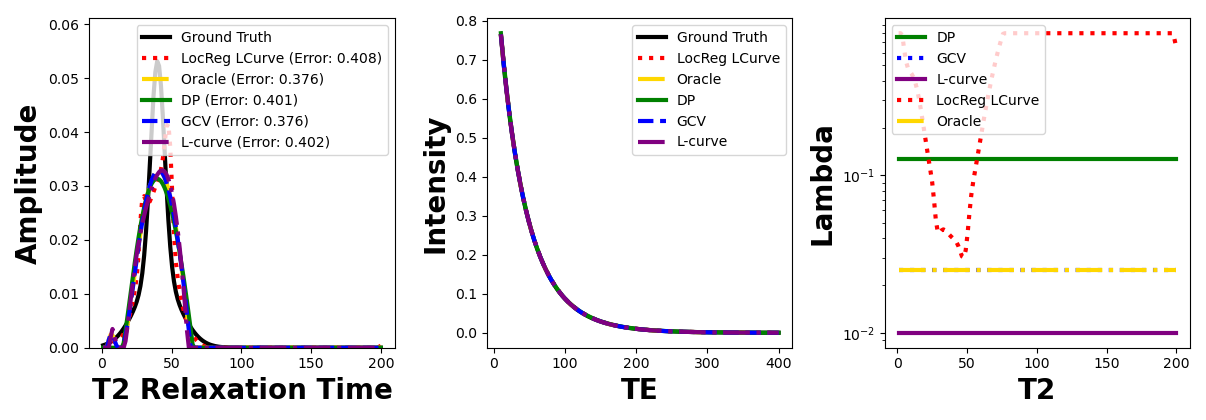 0.06
0.05
0.04
0.03
0.02
0.01
0.00
Amplitude
Ground Truth
LocReg LCurve (Error: 0.408)
Oracle (Error: 0.376)
DP (Error: 0.401)
GCV (Error: 0.376)
L-curve (Error: 0.402)
0
50
100
150
200
T2 Relaxation Time
0.8
0.7
0.6
0.5
0.4
0.3
0.2
0.1
0.0
Intensity
Ground Truth
LocReg LCurve
Oracle
DP
GCV
L-curve
0
100
200
300
400
TE
10⁻¹
10⁻²
Lambda
DP
GCV
L-curve
LocReg LCurve
Oracle
0
50
100
150
200
T2